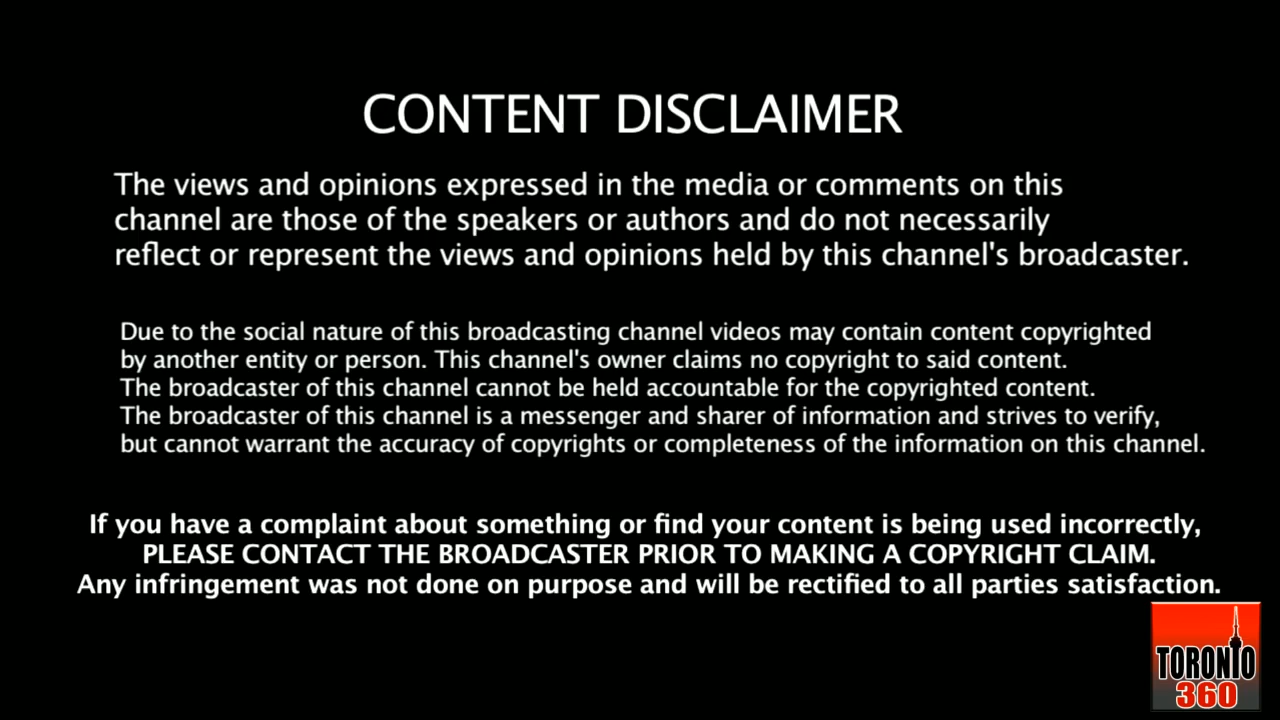 CONTENT DISCLAIMER
The views and opinions expressed in the media or comments on this
channel are those of the speakers or authors and do not necessarily
reflect or represent the views and opinions held by this channel's broadcaster.
Due to the social nature of this broadcasting channel videos may contain content copyrighted
by another entity or person. This channel's owner claims no copyright to said content.
The broadcaster of this channel cannot be held accountable for the copyrighted content.
The broadcaster of this channel is a messenger and sharer of information and strives to verify,
but cannot warrant the accuracy of copyrights or completeness of the information on this channel.
If you have a complaint about something or find your content is being used incorrectly,
PLEASE CONTACT THE BROADCASTER PRIOR TO MAKING A COPYRIGHT CLAIM.
Any infringement was not done on purpose and will be rectified to all parties satisfaction.
TORONTO
360